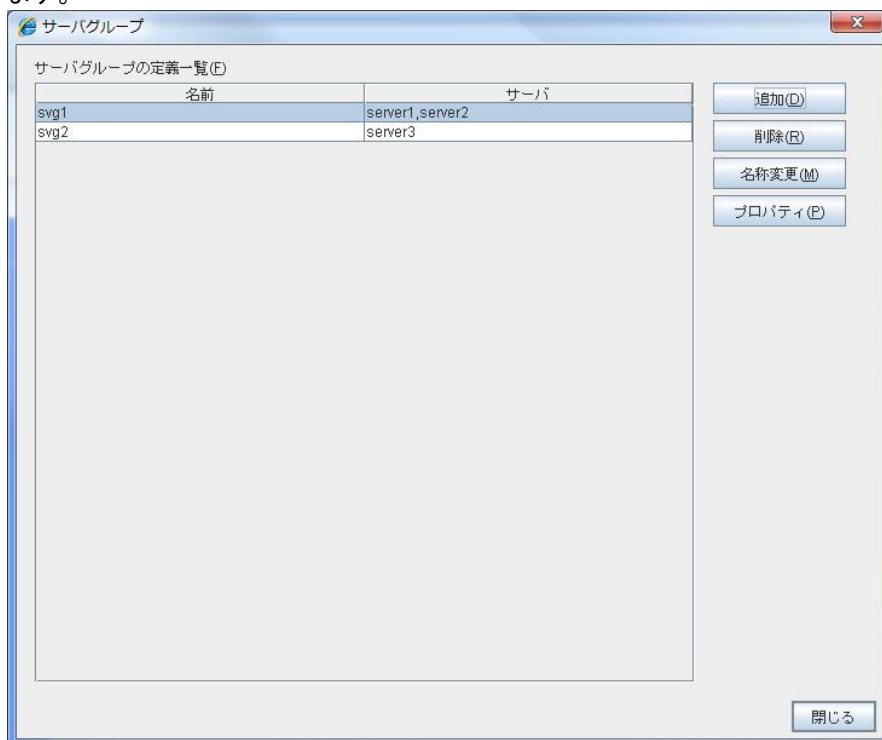 ます。
サーバグループ
サーバグループの定義一覧(F)
名前 サーバ
svg1 server1,server2
svg2 server3
追加(D)
削除(R)
名称変更(M)
プロパティ(P)
閉じる